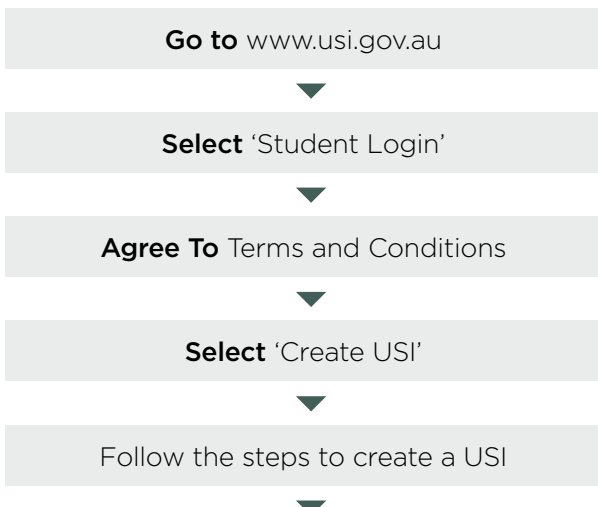 Go to www.usi.gov.au
Select ‘Student Login’
Agree To Terms and Conditions
Select ‘Create USI’
Follow the steps to create a USI